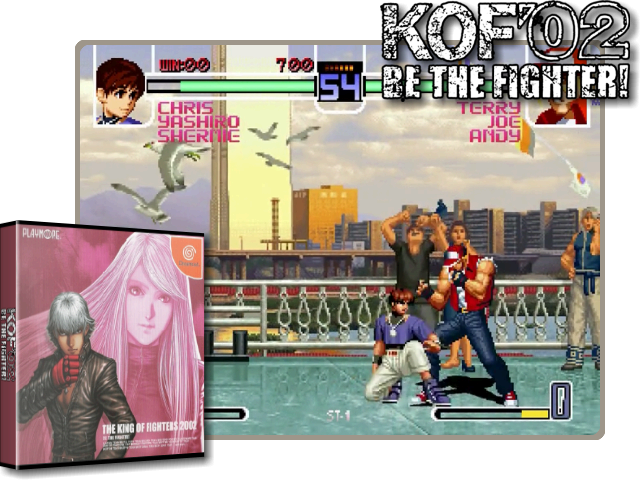 KOF'02
BE THE FIGHTER!
WIN:00
700
54
CHRIS
YASHIRO
SHERMIE
TERRY
JOE
ANDY
ST-1
0
PLAYMORE
THE KING OF FIGHTERS 2002
BE THE FIGHTER!
KOF'02
BE THE FIGHTER!